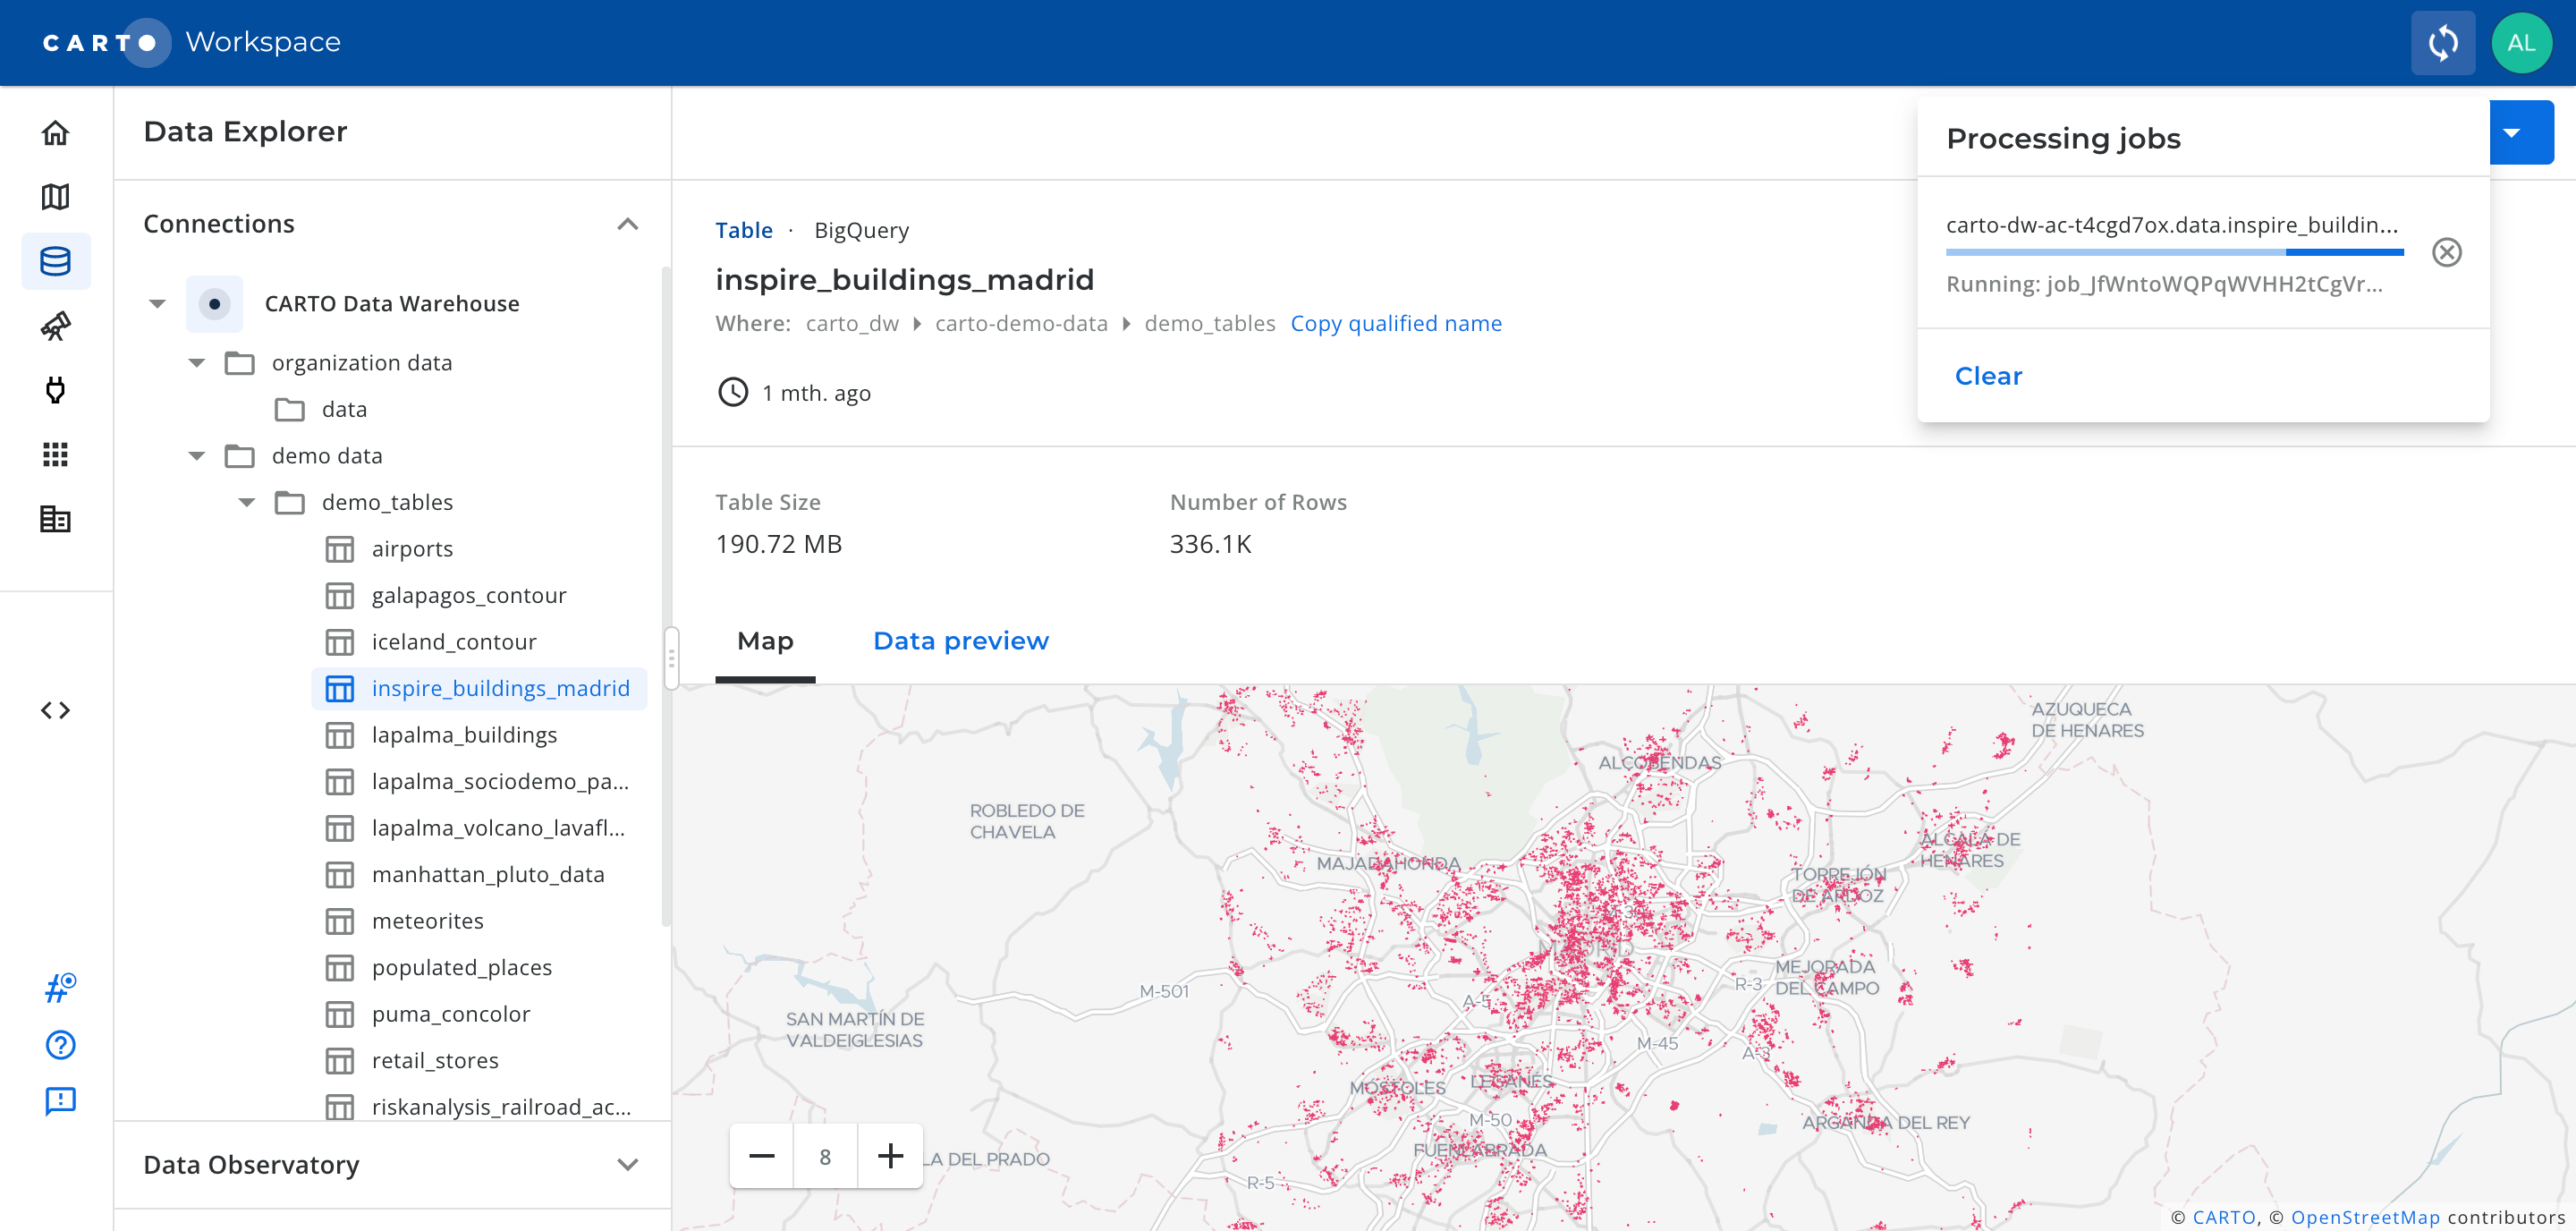 CARTO Workspace
AL
Data Explorer
Connections
CARTO Data Warehouse
organization data
data
demo data
demo_tables
airports
galapagos_contour
iceland_contour
inspire_buildings_madrid
lapalma_buildings
lapalma_sociodemo_pa...
lapalma_volcano_lavafl...
manhattan_pluto_data
meteorites
populated_places
puma_concolor
retail_stores
riskanalysis_railroad_ac...
Data Observatory
Table · BigQuery
inspire_buildings_madrid
Where: carto_dw carto-demo-data demo_tables Copy qualified name
1 mth. ago
Processing jobs
carto-dw-ac-t4cgd7ox.data.inspire_buildin...
Running: job_JfWntoWQPqWVHH2tCgVr...
Clear
Table Size
190.72 MB
Number of Rows
336.1K
Map
Data preview
AZUQUECA
DE HENARES
ALCOBENDAS
ROBLEDO DE
CHAVELA
ALCALÁ DE
HENARES
MAJADAHONDA
TORREJÓN
DE ARDOZ
M-30
MADRID
MEJORADA
DEL CAMPO
R-3
M-501
A-5
SAN MARTÍN DE
VALDEIGLESIAS
M-45
A-3
MÓSTOLES
LEGANÉS
M-50
ARGANDA DEL REY
FUENLABRADA
LA DEL PRADO
R-5
8
© CARTO, © OpenStreetMap contributors